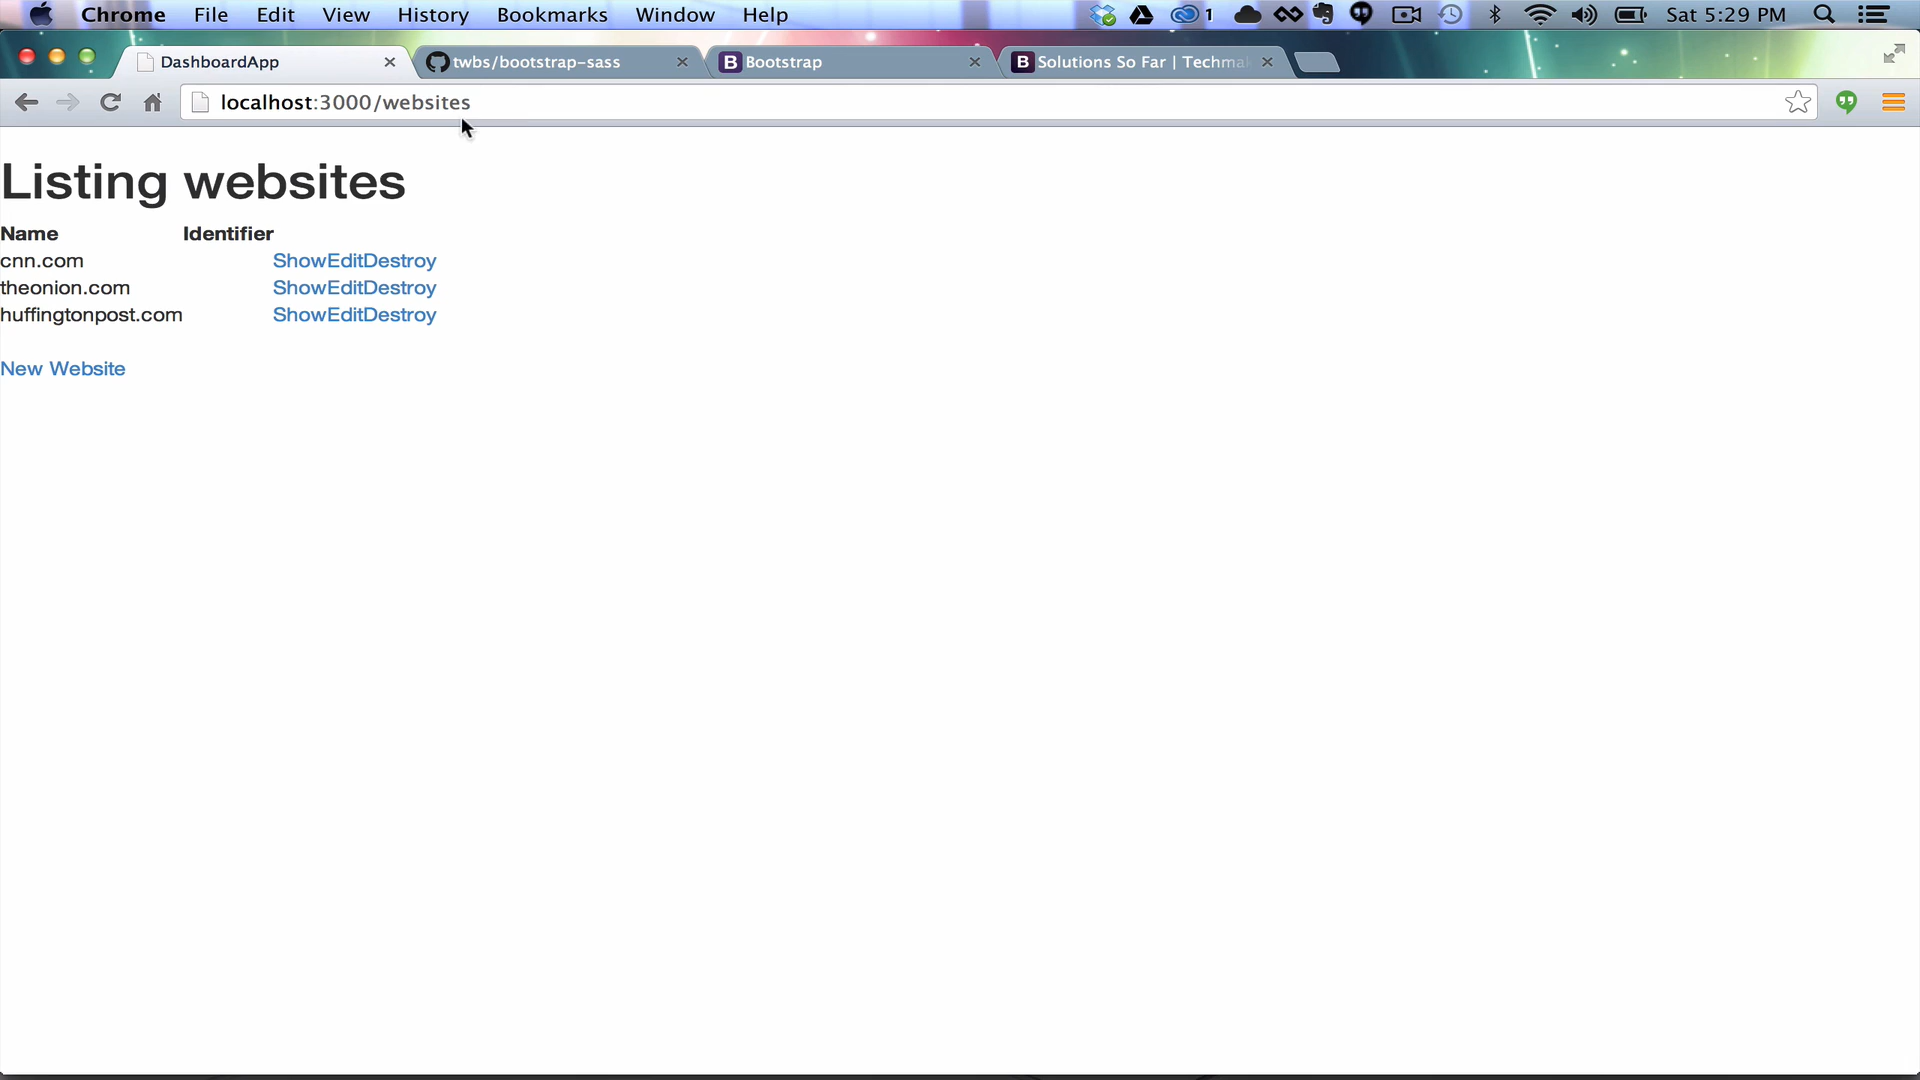 Chrome File Edit View History Bookmarks Window Help 1 Sat 5:29 PM
DashboardApp twbs/bootstrap-sass B Bootstrap B Solutions So Far | Techma
localhost:3000/websites
Listing websites
Name Identifier
cnn.com ShowEditDestroy
theonion.com ShowEditDestroy
huffingtonpost.com ShowEditDestroy
New Website